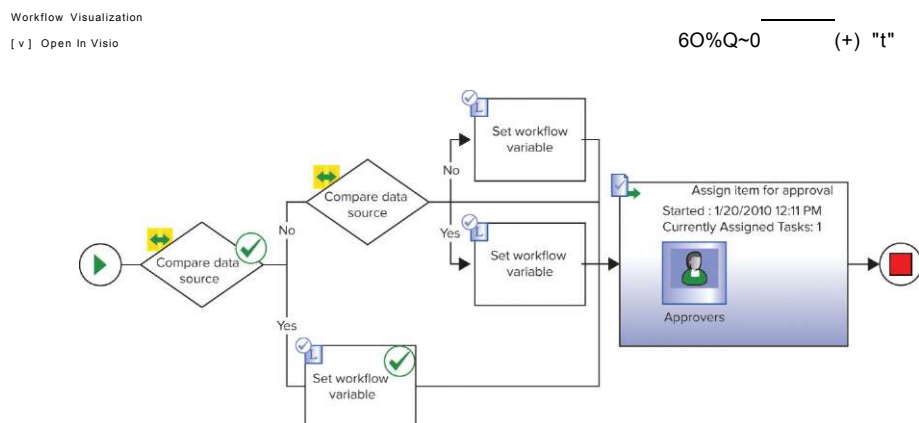 Workflow Visualization
[v] Open In Visio
6O%Q~0 (+) "t"
Set workflow
variable
No
Compare data
source
No
Assign item for approval
Started : 1/20/2010 12:11 PM
Currently Assigned Tasks: 1
Yes
Set workflow
variable
Compare data
source
Approvers
Yes
Set workflow
variable